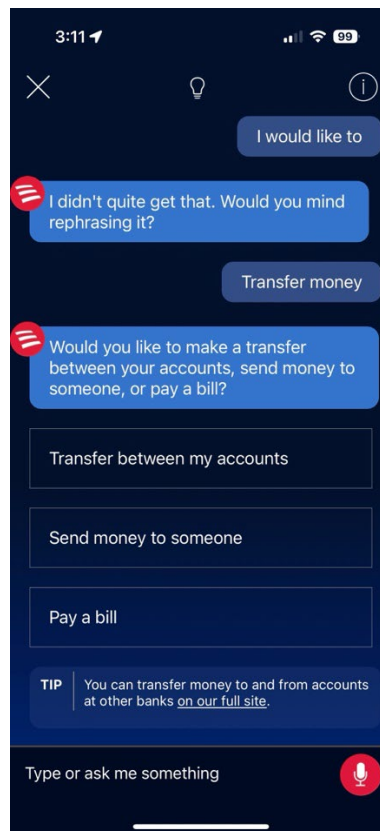 3:11
99
I would like to
I didn't quite get that. Would you mind
rephrasing it?
Transfer money
Would you like to make a transfer
between your accounts, send money to
someone, or pay a bill?
Transfer between my accounts
Send money to someone
Pay a bill
TIP
You can transfer money to and from accounts
at other banks on our full site.
Type or ask me something